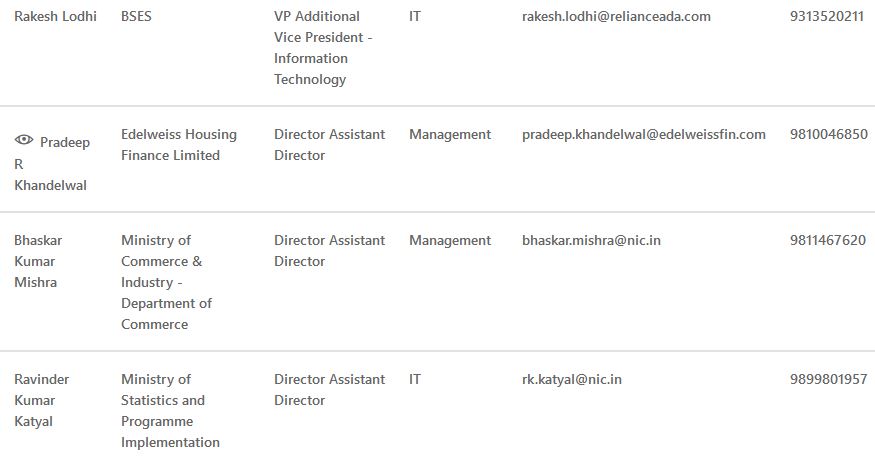 Rakesh Lodhi BSES VP Additional IT rakesh.lodhi@relianceada.com 9313520211
Vice President -
Information
Technology
Pradeep Edelweiss Housing Director Assistant Management pradeep.khandelwal@edelweissfin.com 9810046850
R Finance Limited Director
Khandelwal
Bhaskar Ministry of Director Assistant Management bhaskar.mishra@nic.in 9811467620
Kumar Commerce & Director
Mishra Industry -
Department of
Commerce
Ravinder Ministry of Director Assistant IT rk.katyal@nic.in 9899801957
Kumar Statistics and Director
Katyal Programme
Implementation